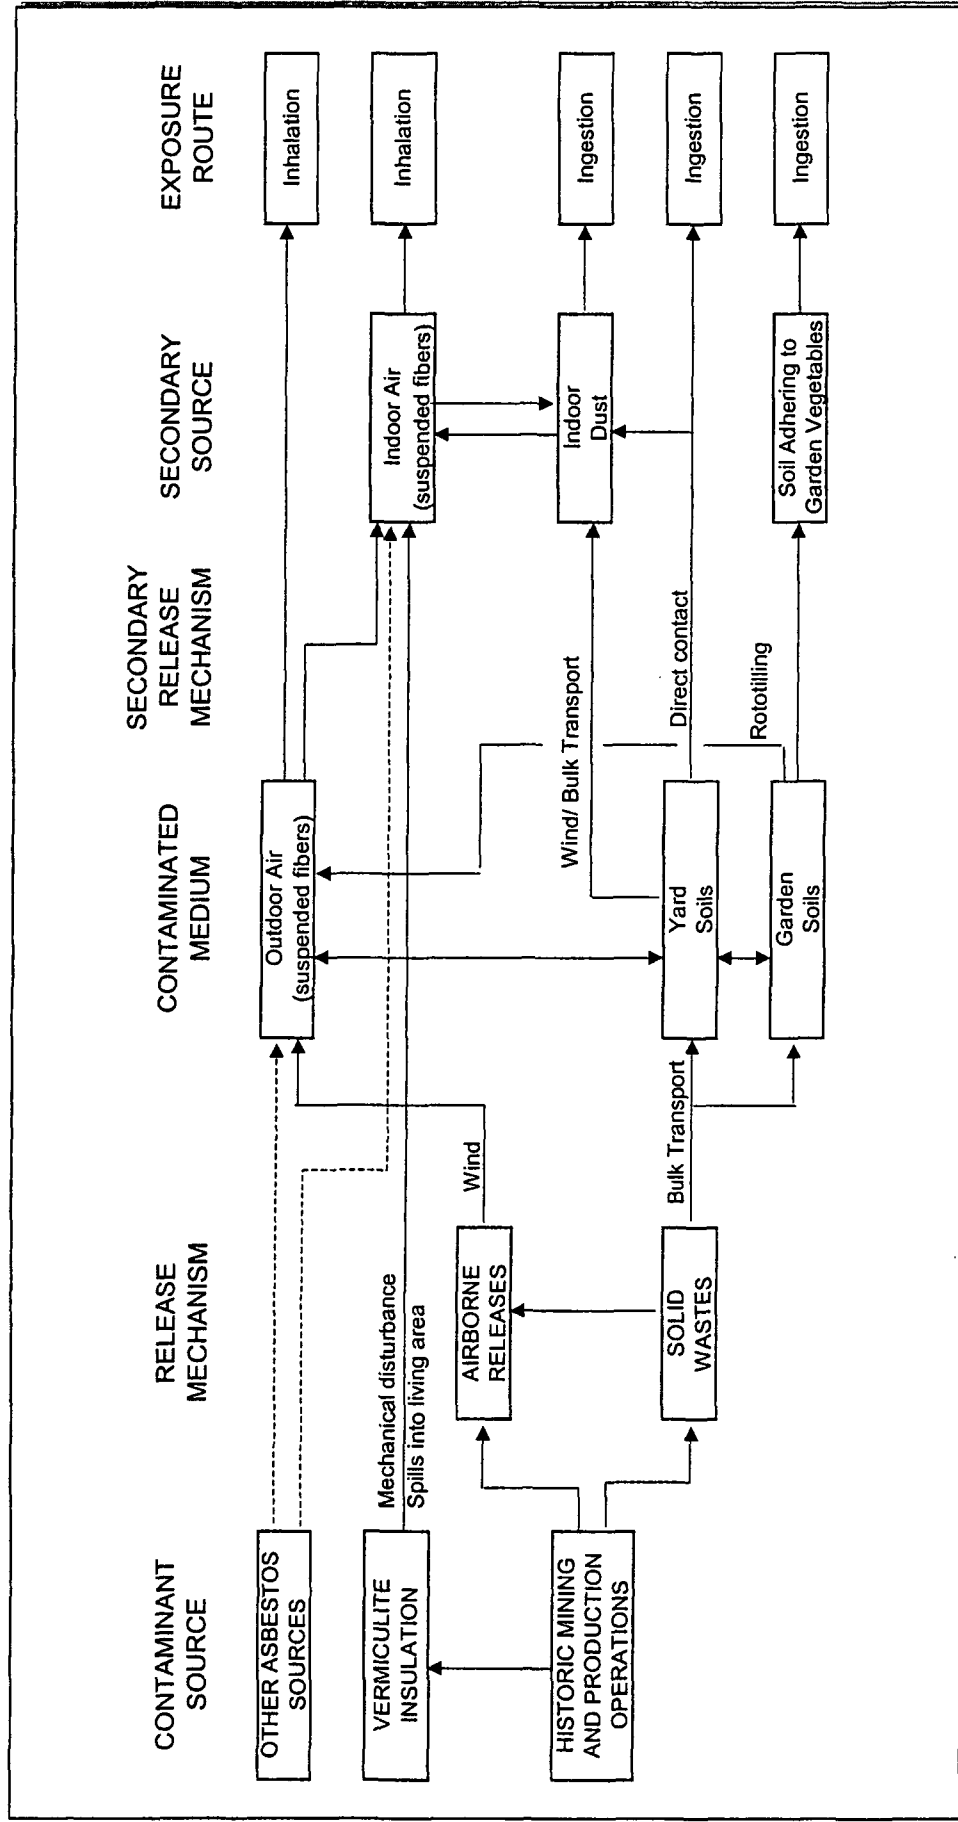 CONTAMINANT
SOURCE
RELEASE
MECHANISM
CONTAMINATED
MEDIUM
SECONDARY
RELEASE
MECHANISM
SECONDARY
SOURCE
EXPOSURE
ROUTE
OTHER ASBESTOS
SOURCES
Outdoor Air
(suspended fibers)
Inhalation
VERMICULITE
INSULATION
Mechanical disturbance
Spills into living area
Indoor Air
(suspended fibers)
Inhalation
HISTORIC MINING
AND PRODUCTION
OPERATIONS
AIRBORNE
RELEASES
Wind
Wind/ Bulk Transport
Indoor
Dust
Ingestion
SOLID
WASTES
Bulk Transport
Yard
Soils
Direct contact
Ingestion
Garden
Soils
Rototilling
Soil Adhering to
Garden Vegetables
Ingestion